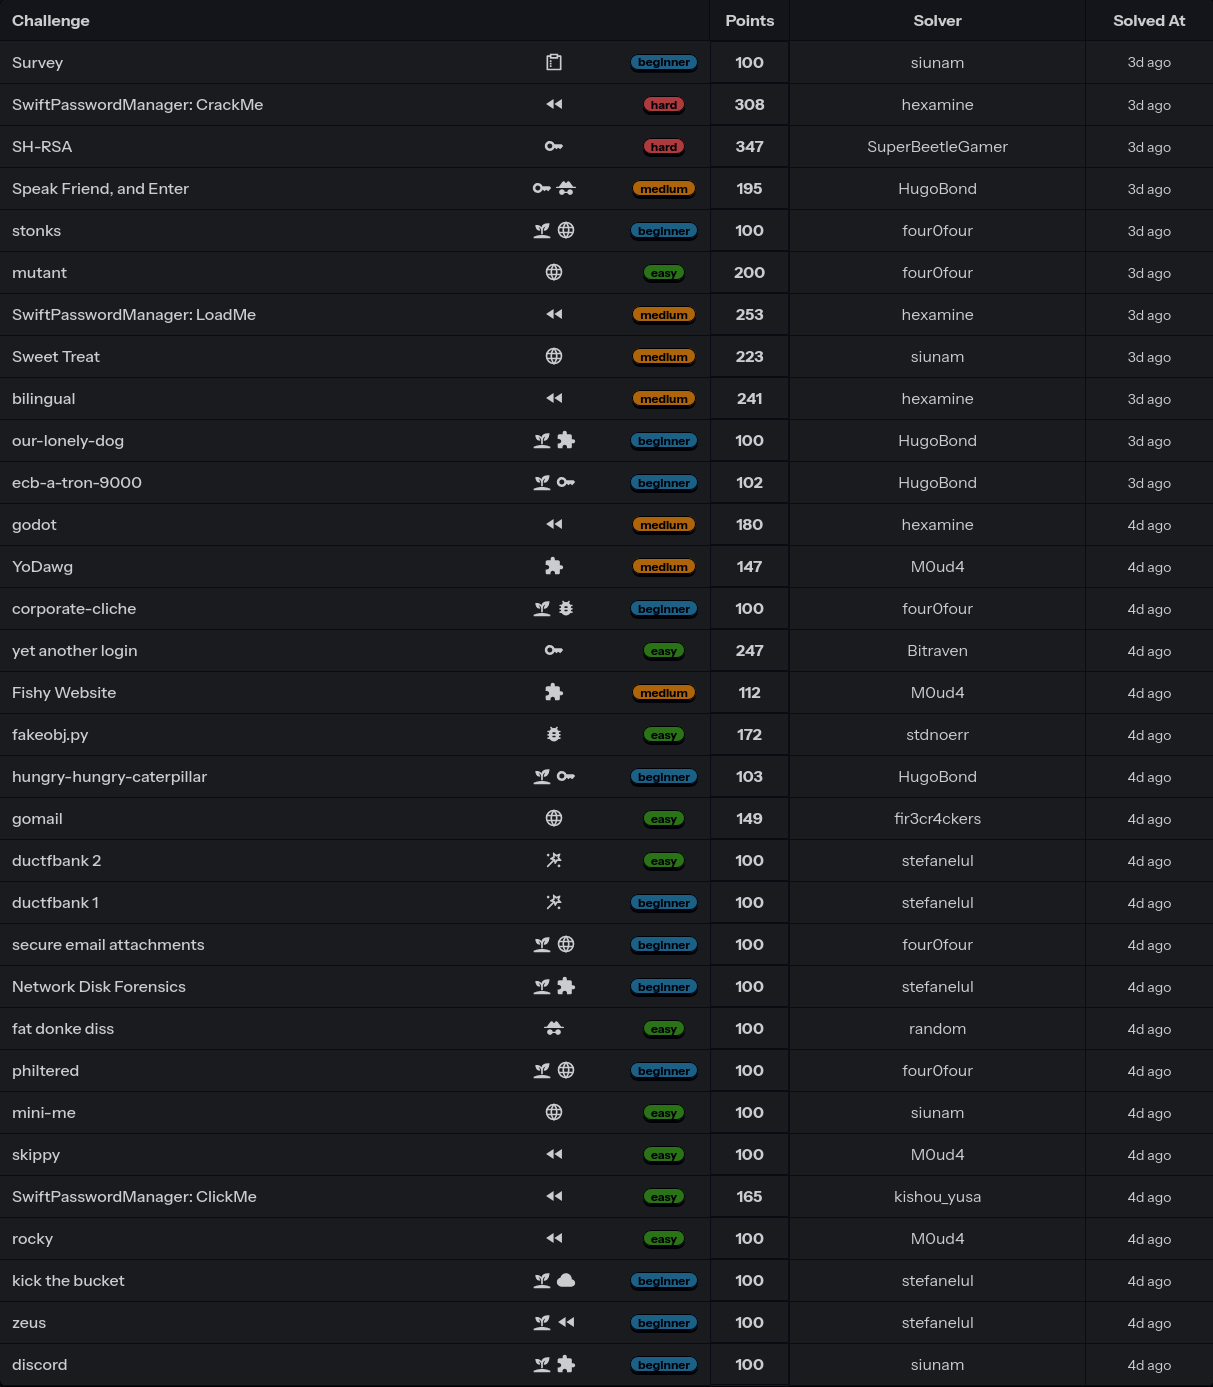 Challenge Points Solver Solved At
Survey beginner 100 siunam 3d ago
SwiftPasswordManager: CrackMe hard 308 hexamine 3d ago
SH-RSA hard 347 SuperBeetleGamer 3d ago
Speak Friend, and Enter medium 195 HugoBond 3d ago
stonks beginner 100 four0four 3d ago
mutant easy 200 four0four 3d ago
SwiftPasswordManager: LoadMe medium 253 hexamine 3d ago
Sweet Treat medium 223 siunam 3d ago
bilingual medium 241 hexamine 3d ago
our-lonely-dog beginner 100 HugoBond 3d ago
ecb-a-tron-9000 beginner 102 HugoBond 3d ago
godot medium 180 hexamine 4d ago
YoDawg medium 147 M0ud4 4d ago
corporate-cliche beginner 100 four0four 4d ago
yet another login easy 247 Bitraven 4d ago
Fishy Website medium 112 M0ud4 4d ago
fakeobj.py easy 172 stdnoerr 4d ago
hungry-hungry-caterpillar beginner 103 HugoBond 4d ago
gomail easy 149 fir3cr4ckers 4d ago
ductfbank 2 easy 100 stefanelul 4d ago
ductfbank 1 beginner 100 stefanelul 4d ago
secure email attachments beginner 100 four0four 4d ago
Network Disk Forensics beginner 100 stefanelul 4d ago
fat donke diss easy 100 random 4d ago
philtered beginner 100 four0four 4d ago
mini-me easy 100 siunam 4d ago
skippy easy 100 M0ud4 4d ago
SwiftPasswordManager: ClickMe easy 165 kishou_yusa 4d ago
rocky easy 100 M0ud4 4d ago
kick the bucket beginner 100 stefanelul 4d ago
zeus beginner 100 stefanelul 4d ago
discord beginner 100 siunam 4d ago